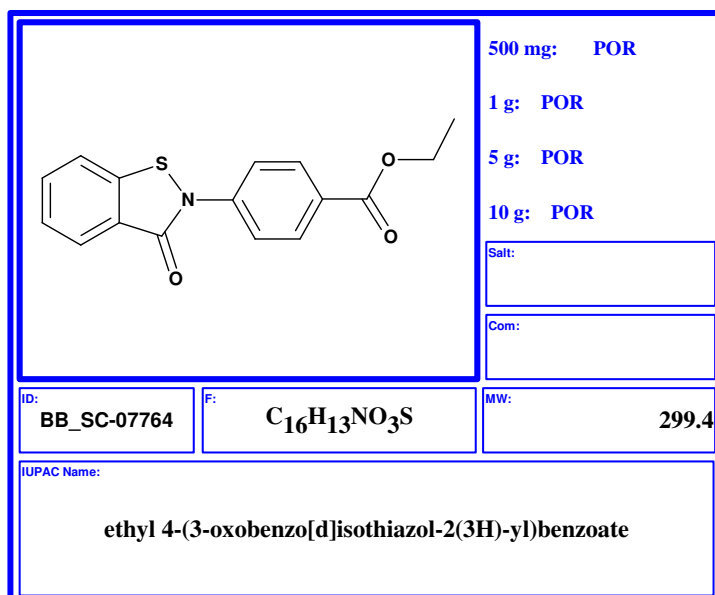 500 mg: POR
1 g: POR
5 g: POR
10 g: POR
O
S
N
O
O
Salt:
Com:
ID:
BB_SC-07764
F:
C16H13NO3S
MW:
299.4
IUPAC Name:
ethyl 4-(3-oxobenzo[d]isothiazol-2(3H)-yl)benzoate